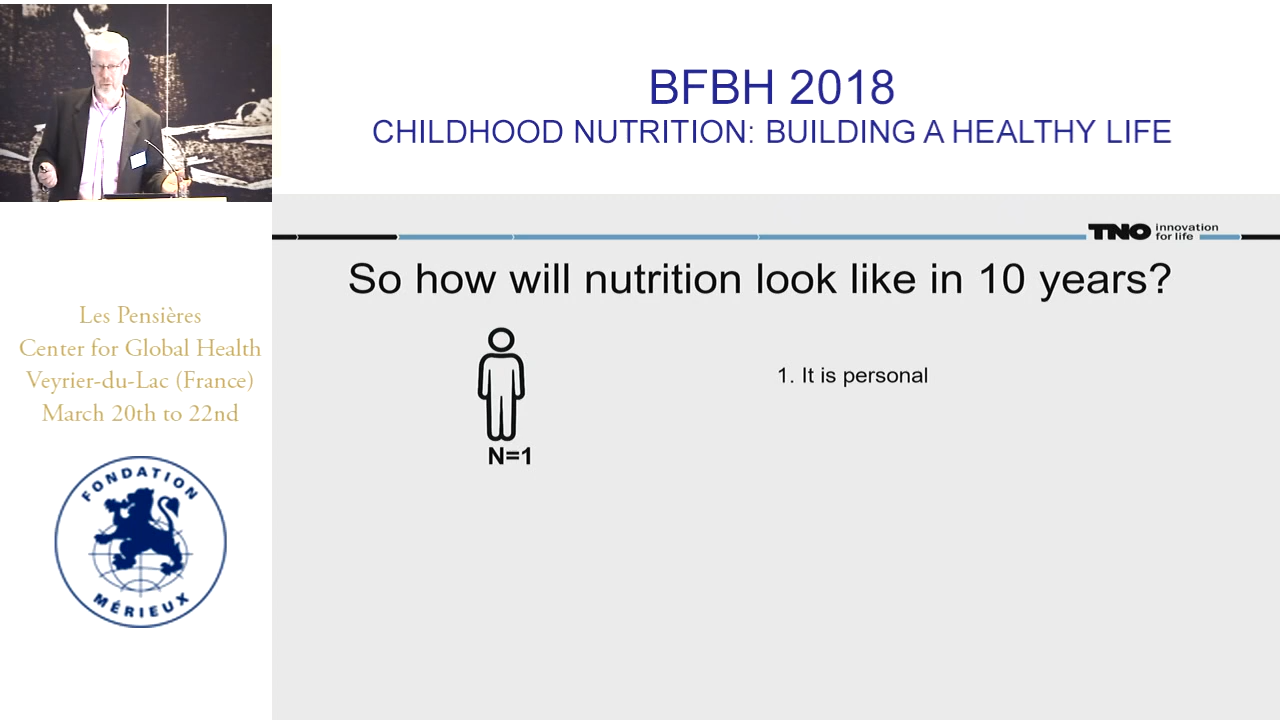 BFBH 2018
CHILDHOOD NUTRITION: BUILDING A HEALTHY LIFE
TNO innovation
for life
So how will nutrition look like in 10 years?
1. It is personal
N=1
Les Pensières
Center for Global Health
Veyrier-du-Lac (France)
March 20th to 22nd
FONDATION
MÉRIEUX